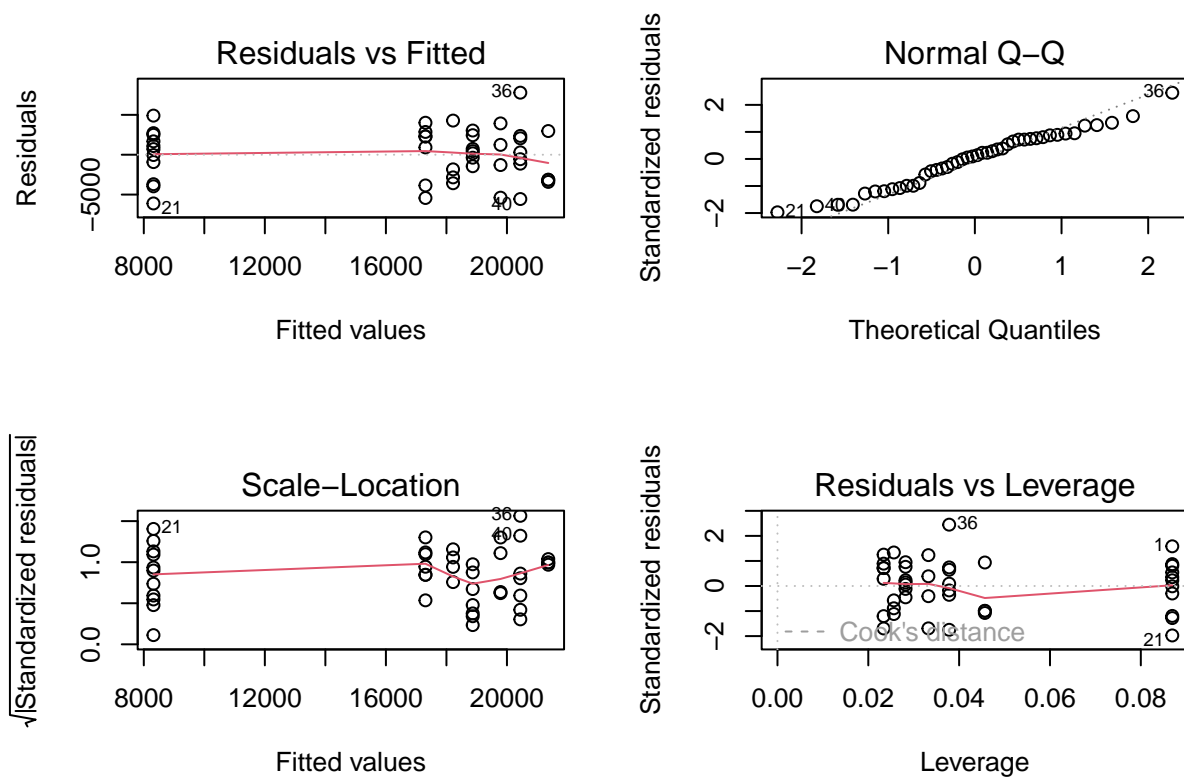 Residuals vs Fitted
Residuals
−5000
36
21
40
8000 12000 16000 20000
Fitted values
Normal Q−Q
Standardized residuals
2
0
−2
36
21
40
−2 −1 0 1 2
Theoretical Quantiles
Scale−Location
√|Standardized residuals|
1.0
0.0
36
40
21
8000 12000 16000 20000
Fitted values
Residuals vs Leverage
Standardized residuals
2
0
−2
36
1
21
Cook's distance
0.00 0.02 0.04 0.06 0.08
Leverage